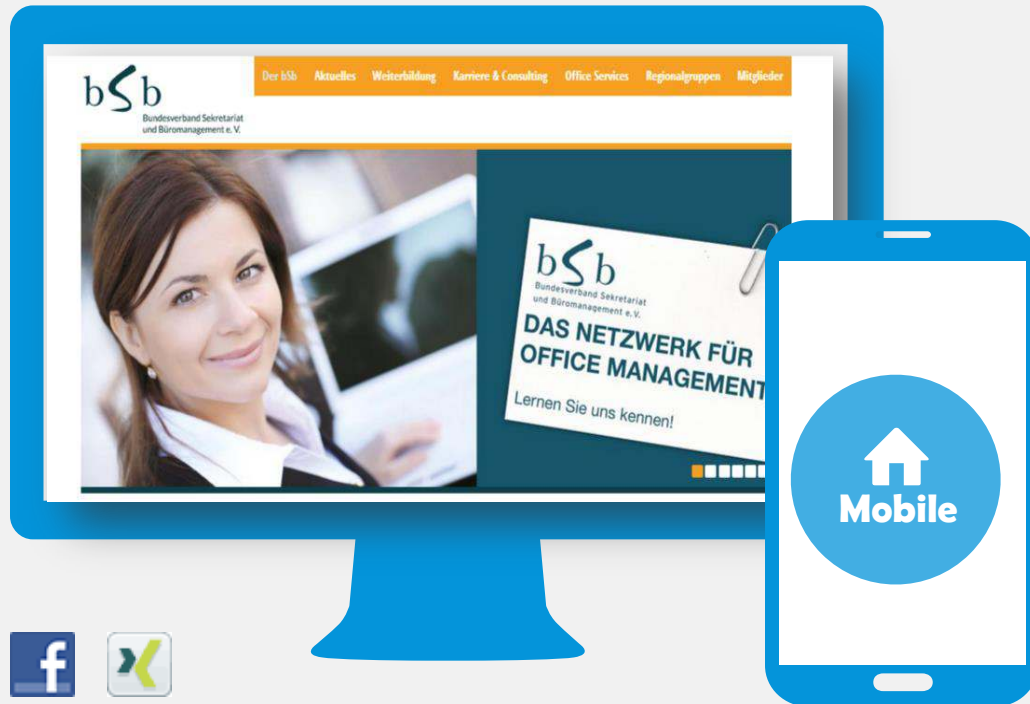 bSb
Bundesverband Sekretariat
und Büromanagement e. V.
Der bSb Aktuelles Weiterbildung Karriere & Consulting Office Services Regionalgruppen Mitglieder
bSb
Bundesverband Sekretariat
und Büromanagement e. V.
DAS NETZWERK FÜR
OFFICE MANAGEMENT
Lernen Sie uns kennen!
Mobile
f